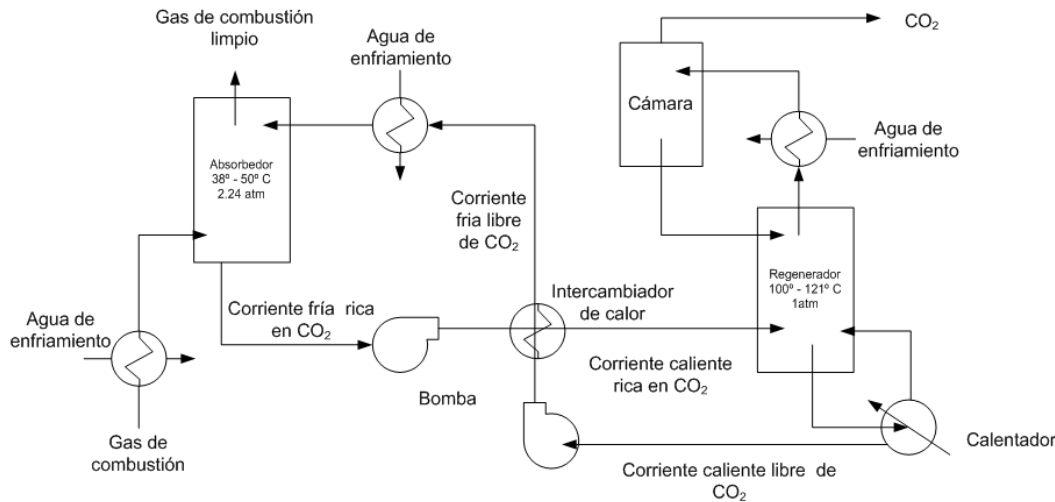 Gas de combustión
limpio
Agua de
enfriamiento
CO₂
Cámara
Agua de
enfriamiento
Absorbedor
38º - 50º C
2.24 atm
Corriente
fria libre
de CO₂
Regenerador
100º - 121º C
1atm
Intercambiador
de calor
Corriente fría rica
en CO₂
Agua de
enfriamiento
Corriente caliente
rica en CO₂
Bomba
Gas de
combustión
Calentador
Corriente caliente libre de
CO₂